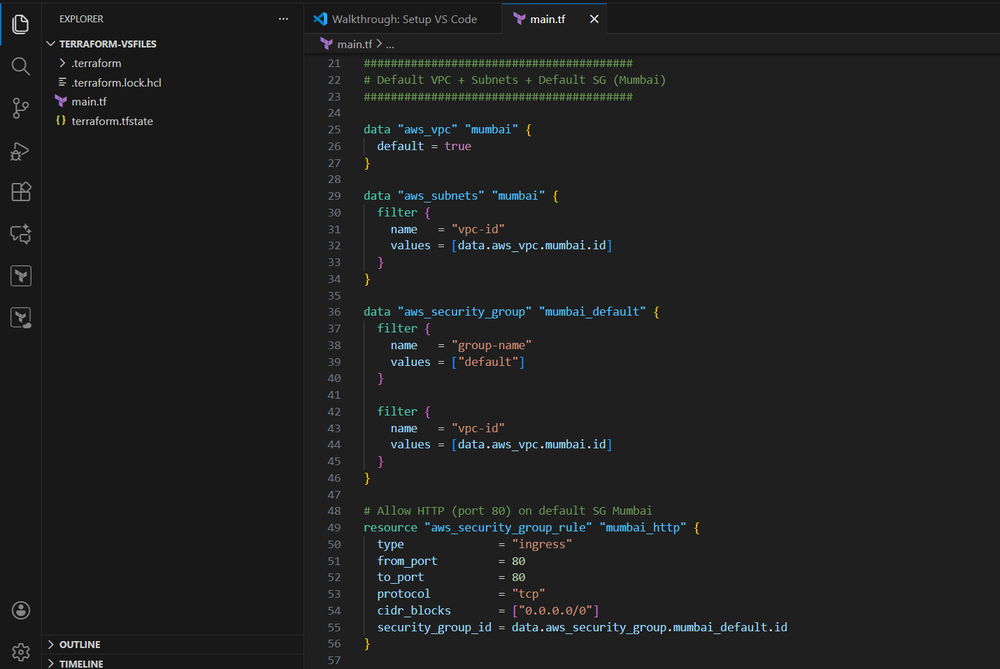 EXPLORER
TERRAFORM-VSFILES
.terraform
.terraform.lock.hcl
main.tf
terraform.tfstate
OUTLINE
TIMELINE
Walkthrough: Setup VS Code
main.tf
main.tf > ...
21 ########################################
22 # Default VPC + Subnets + Default SG (Mumbai)
23 ########################################
24
25 data "aws_vpc" "mumbai" {
26   default = true
27 }
28
29 data "aws_subnets" "mumbai" {
30   filter {
31     name   = "vpc-id"
32     values = [data.aws_vpc.mumbai.id]
33   }
34 }
35
36 data "aws_security_group" "mumbai_default" {
37   filter {
38     name   = "group-name"
39     values = ["default"]
40   }
41
42   filter {
43     name   = "vpc-id"
44     values = [data.aws_vpc.mumbai.id]
45   }
46 }
47
48 # Allow HTTP (port 80) on default SG Mumbai
49 resource "aws_security_group_rule" "mumbai_http" {
50   type              = "ingress"
51   from_port         = 80
52   to_port           = 80
53   protocol          = "tcp"
54   cidr_blocks       = ["0.0.0.0/0"]
55   security_group_id = data.aws_security_group.mumbai_default.id
56 }
57